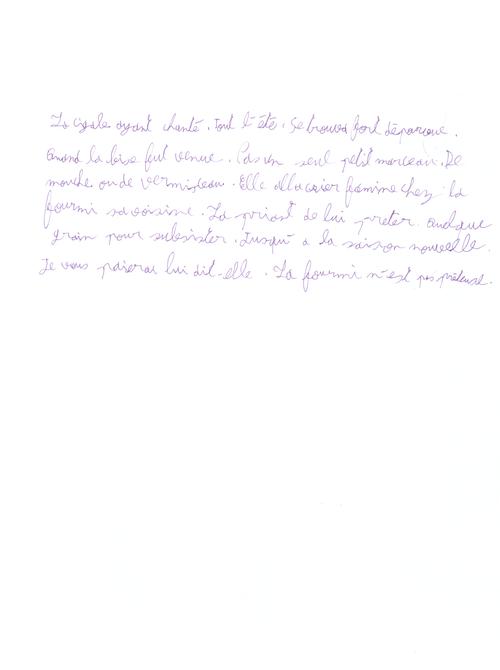 La cigale ayant chanté. Tout l'été. Se trouva fort déparvue.
Quand la bise fut venue. Pas un seul petit morceau. De
mouche ou de vermisseau. Elle alla crier famine chez la
fourmi sa voisine. La priant de lui prêter. Quelque
grain pour subsister. Jusqu'à la saison nouvelle.
Je vous paierai lui dit-elle. La fourmi n'est pas prêteuse.